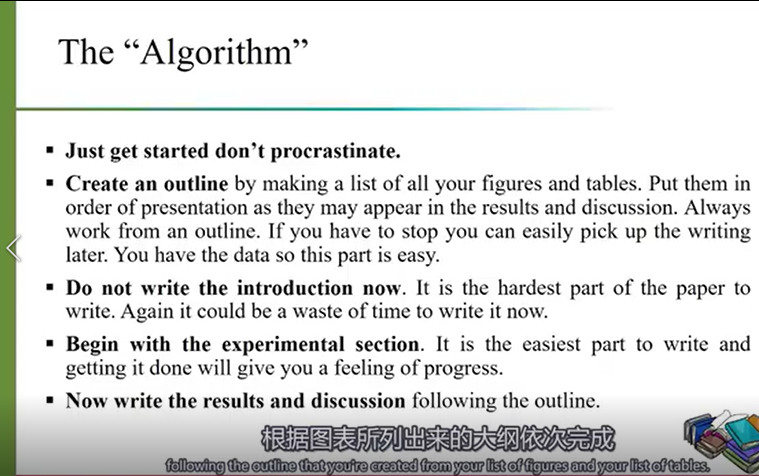 The “Algorithm”
▪ Just get started don’t procrastinate.
▪ Create an outline by making a list of all your figures and tables. Put them in
order of presentation as they may appear in the results and discussion. Always
work from an outline. If you have to stop you can easily pick up the writing
later. You have the data so this part is easy.
▪ Do not write the introduction now. It is the hardest part of the paper to
write. Again it could be a waste of time to write it now.
▪ Begin with the experimental section. It is the easiest part to write and
getting it done will give you a feeling of progress.
▪ Now write the results and discussion following the outline.
根据图表所列出来的大纲依次完成
following the outline that you're created from your list of figures and your list of tables.